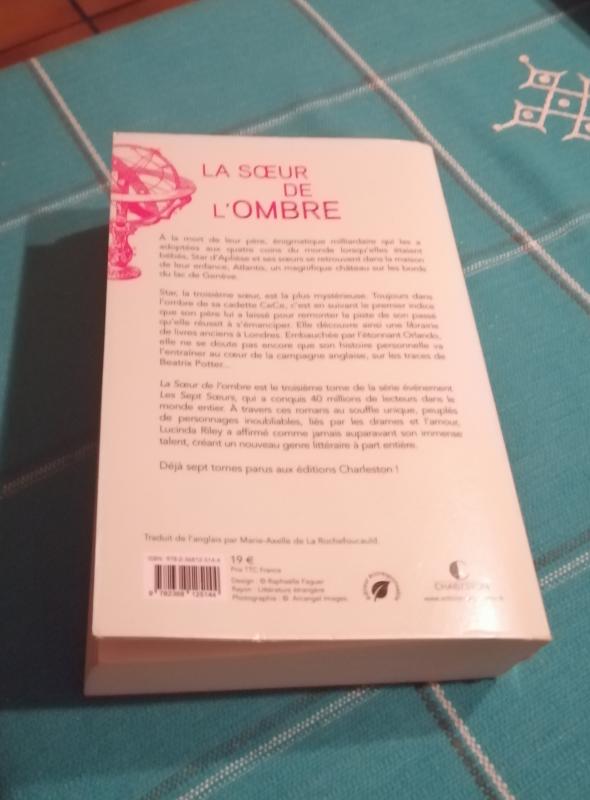 LA SŒUR
DE
L'OMBRE
À la mort de leur père, énigmatique milliardaire qui les a
adoptées aux quatre coins du monde lorsqu'elles étaient
bébés, Star d'Aplièse et ses sœurs se retrouvent dans la maison
de leur enfance, Atlantis, un magnifique château sur les bords
du lac de Genève.
Star, la troisième sœur, est la plus mystérieuse. Toujours dans
l'ombre de sa cadette CeCe, c'est en suivant le premier indice
que son père lui a laissé pour remonter la piste de son passé
qu'elle réussit à s'émanciper. Elle découvre ainsi une librairie
de livres anciens à Londres. Embauchée par l'étonnant Orlando,
elle ne se doute pas encore que son histoire personnelle va
l'entraîner au cœur de la campagne anglaise, sur les traces de
Beatrix Potter...
La Sœur de l'ombre est le troisième tome de la série événement
Les Sept Sœurs, qui a conquis 40 millions de lecteurs dans le
monde entier. À travers ces romans au souffle unique, peuplés
de personnages inoubliables, liés par les drames et l'amour,
Lucinda Riley a affirmé comme jamais auparavant son immense
talent, créant un nouveau genre littéraire à part entière.
Déjà sept tomes parus aux éditions Charleston !
Traduit de l'anglais par Marie-Axelle de La Rochefoucauld.
ISBN : 978-2-36812-514-4
19 €
Prix TTC France
Design : © Raphaëlle Faguer
Rayon : Littérature étrangère
Photographie : © Arcangel Images
9 782368 125144
CHARLESTON